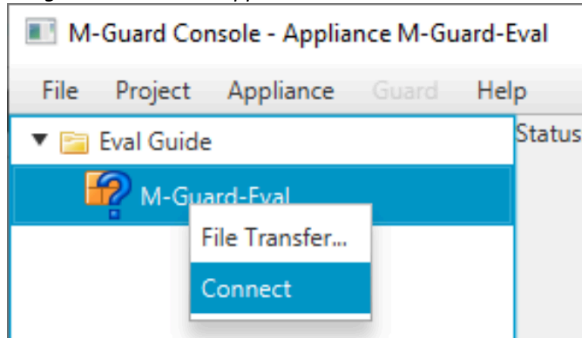 M-Guard Console - Appliance M-Guard-Eval
File Project Appliance Guard Help
Eval Guide
Status
M-Guard-Eval
File Transfer...
Connect